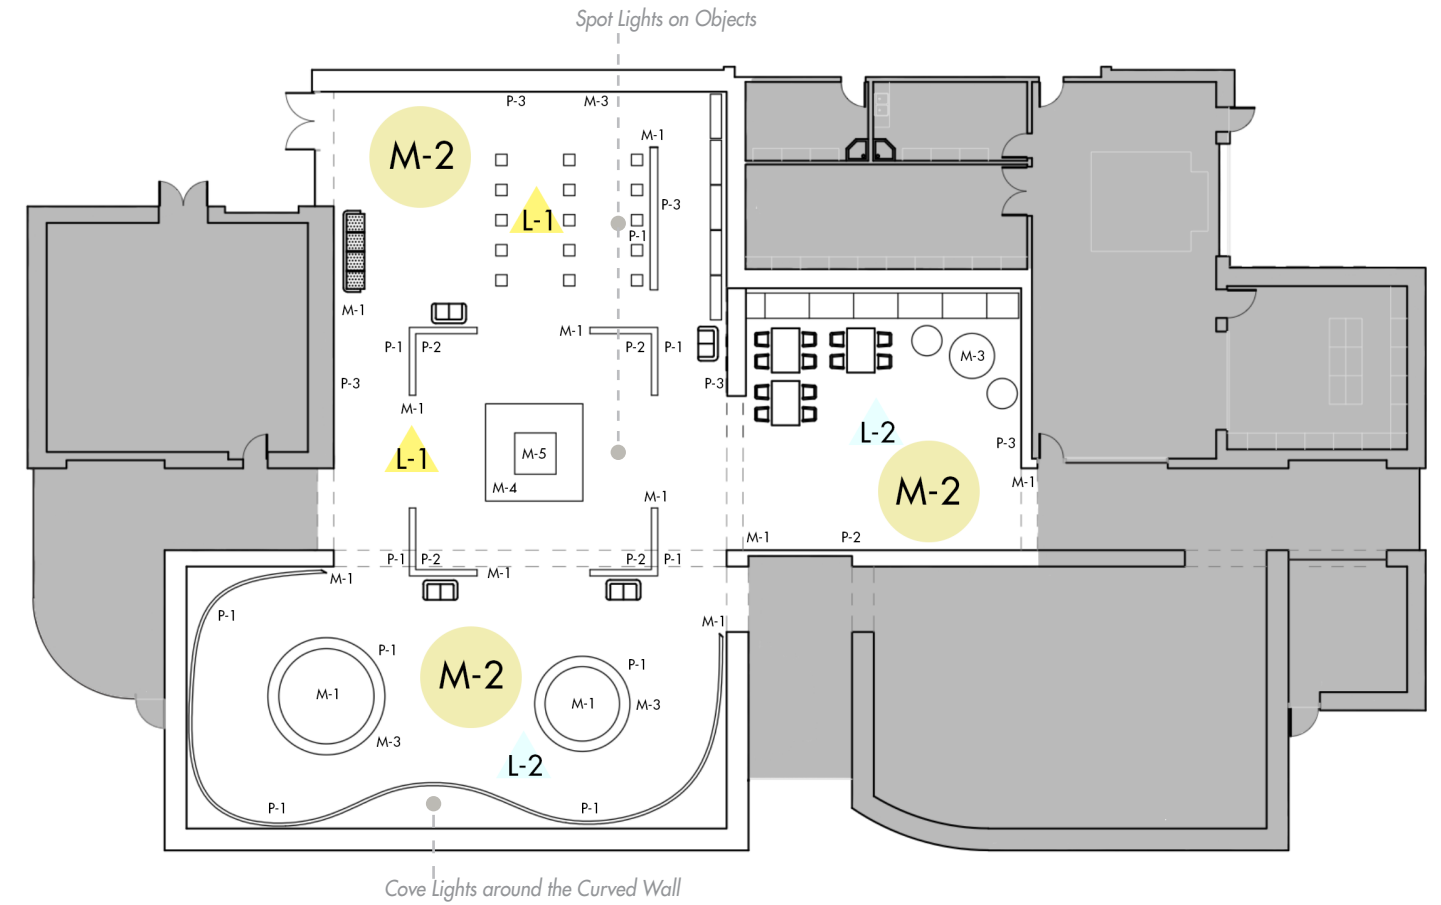 Spot Lights on Objects
P-3 M-3
M-1
M-2
P-3
L-1
P-1
M-1
M-1
P-1 P-2
P-2 P-1
M-3
P-3
P-3
M-1
L-2
P-3
L-1
M-5
M-4
M-1
M-2
M-1
M-1
P-2
P-1 P-2
P-2 P-1
M-1
M-1
P-1
M-1
P-1
P-1
M-2
M-1
M-1
M-3
M-3
L-2
P-1
P-1
Cove Lights around the Curved Wall